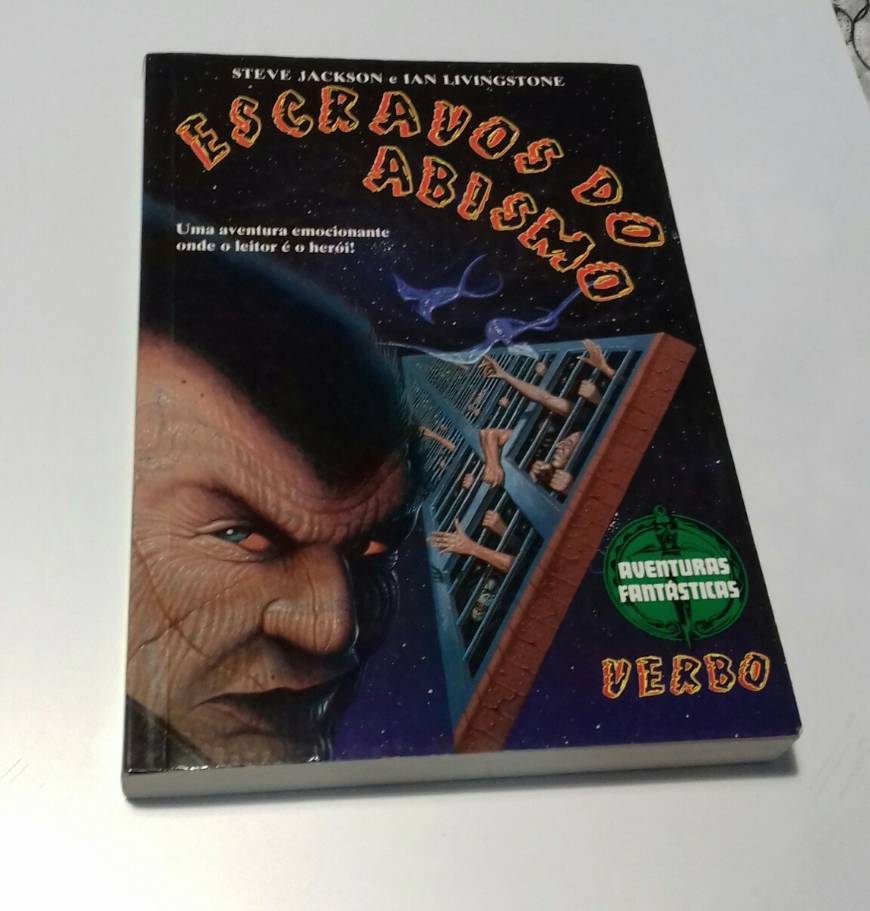 STEVE JACKSON e IAN LIVINGSTONE
ESCRAVOS DO
ABISMO
Uma aventura emocionante
onde o leitor é o herói!
AVENTURAS
FANTÁSTICAS
VERBO